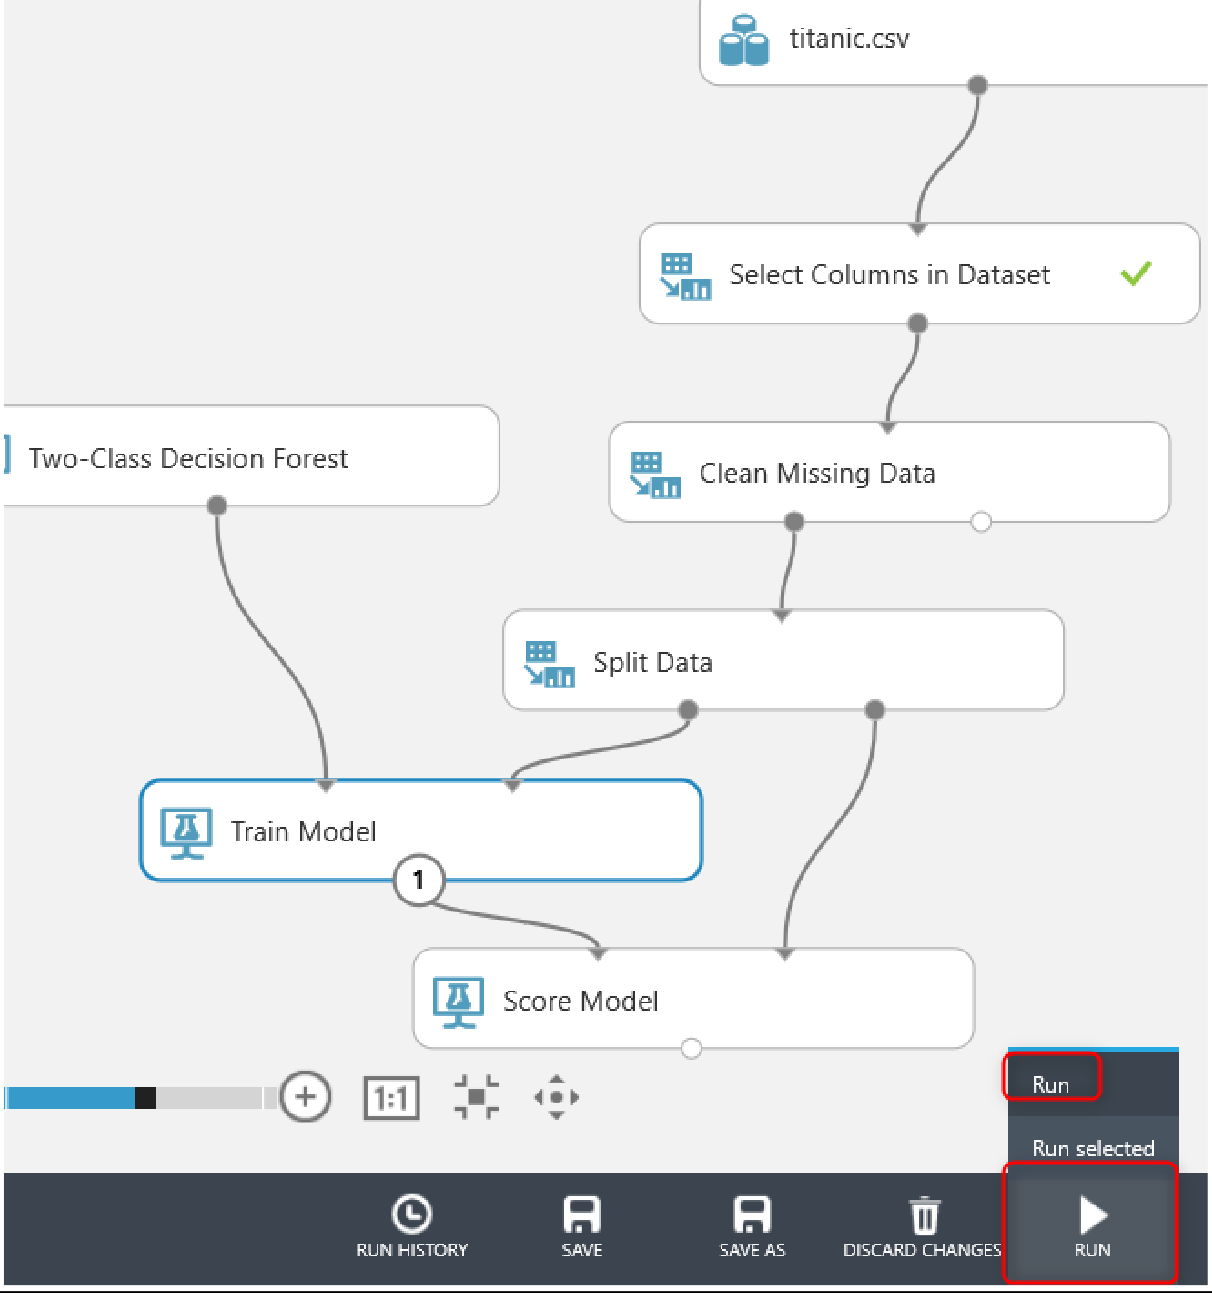 titanic.csv
Select Columns in Dataset
Two-Class Decision Forest
Clean Missing Data
Split Data
Train Model
1
Score Model
1:1
Run
Run selected
RUN HISTORY
SAVE
SAVE AS
DISCARD CHANGES
RUN